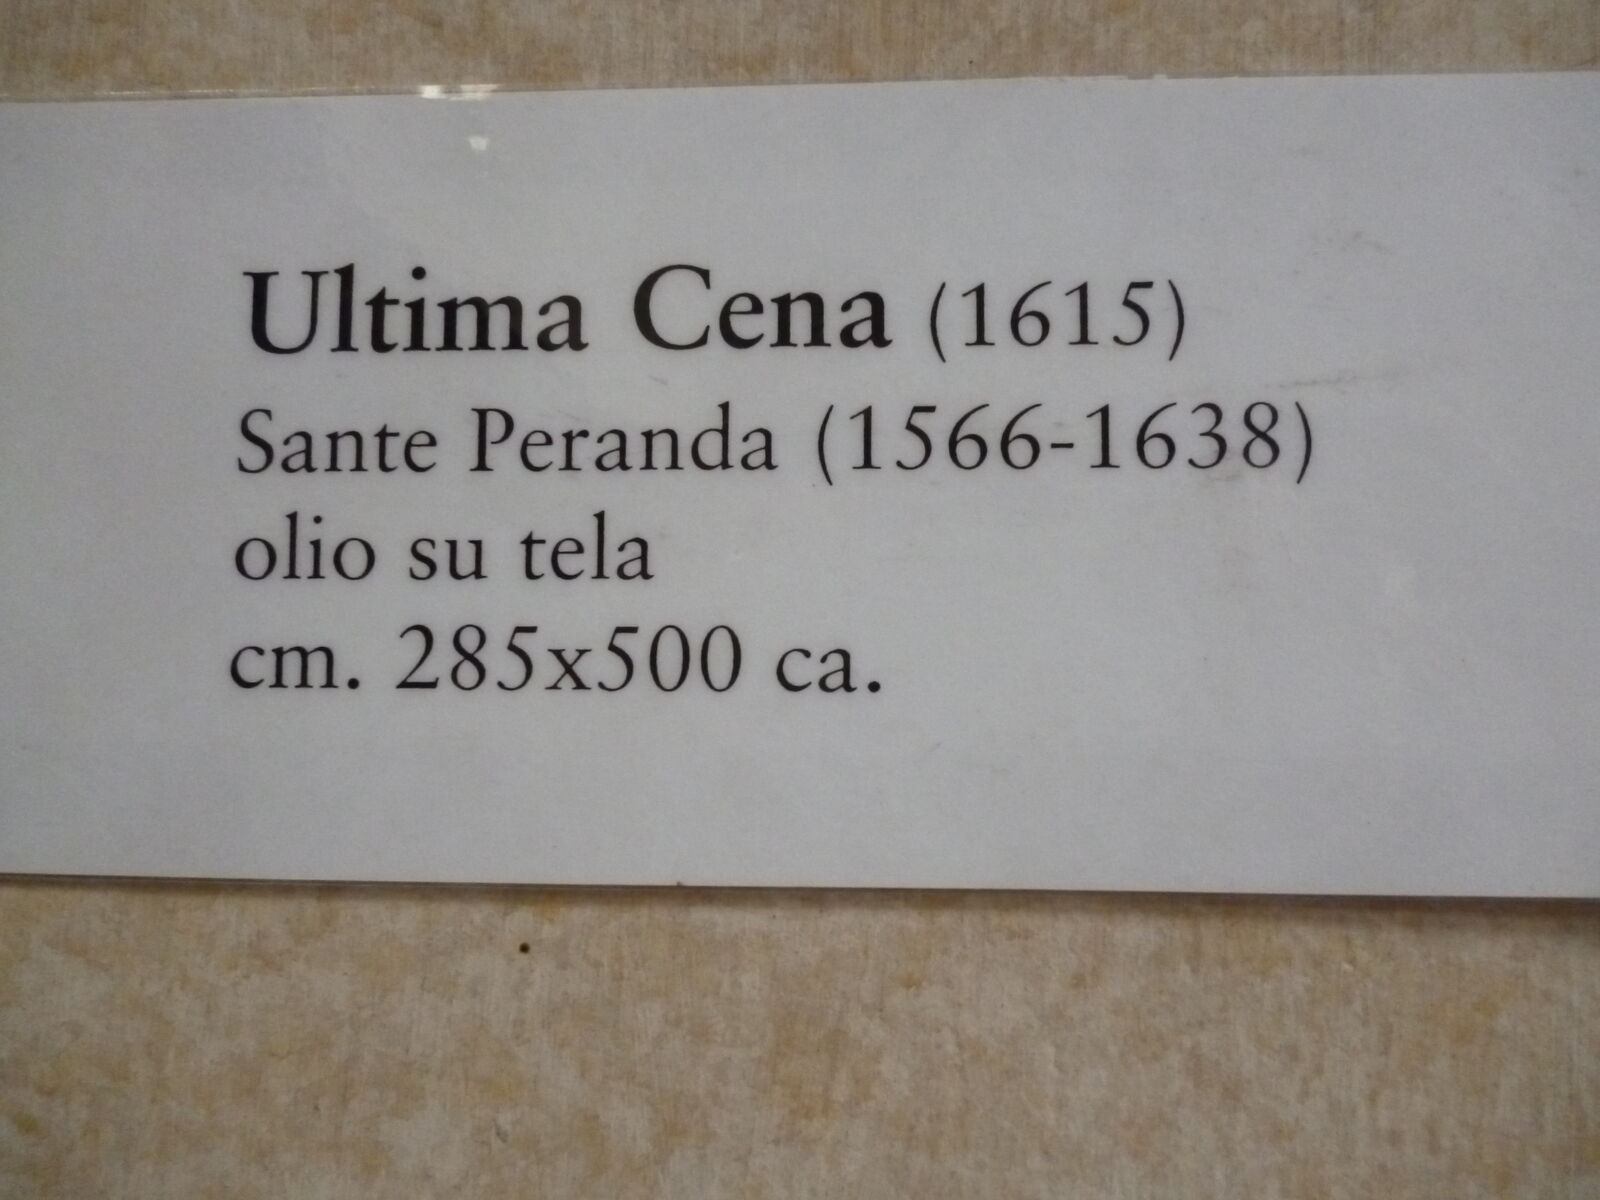 Ultima Cena (1615)
Sante Peranda (1566-1638)
olio su tela
cm. 285x500 ca.